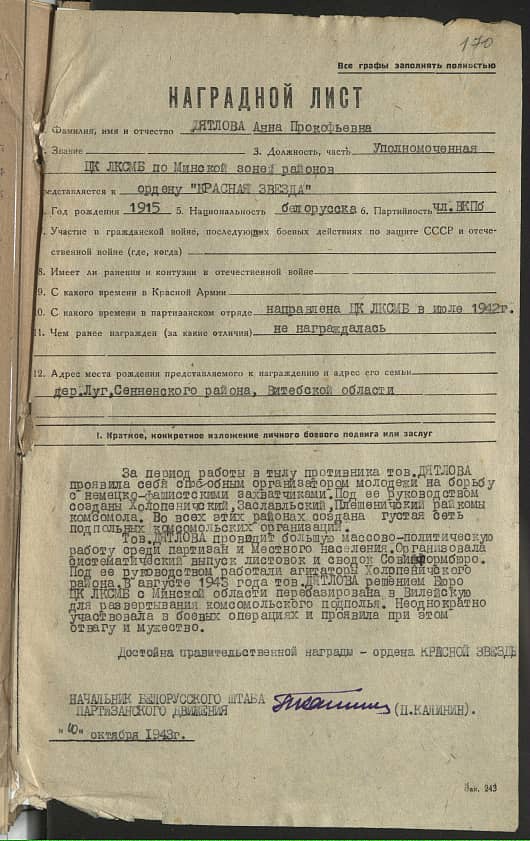 170
Все графы заполнять полностью
НАГРАДНОЙ ЛИСТ
. Фамилия, имя и отчество ДЯТЛОВА Анна Прокофьевна
. Звание 3. Должность, часть Уполномоченная
ЦК ЛКСМБ по Минской зоней районов
едставляется к ордену "КРАСНАЯ ЗВЕЗДА"
. Год рождения 1915 5. Национальность белорусска 6. Партийность чл.ВКПб
. Участие в гражданской войне, последующих боевых действиях по защите СССР и отече-
ственной войне (где, когда)
8. Имеет ли ранения и контузии в отечественной войне
9. С какого времени в Красной Армии
10. С какого времени в партизанском отряде направлена ЦК ЛКСМБ в июле 1942г.
11. Чем ранее награжден (за какие отличия) не награждалась
12. Адрес места рождения представляемого к награждению и адрес его семьи
дер.Луг,Сенненского района, Витебской области
I. Краткое, конкретное изложение личного боевого подвига или заслуг
За период работы в тылу противника тов.ДЯТЛОВА
проявила себя способным организатором молодежи на борьбу
с немецко-фашистскими захватчиками.Под ее руководством
созданы Холопеничский,Заславльский,Плещеничский райкомы
комсомола. Во всех этих районах создана густая сеть
подпольных комсомольских организаций.
Тов.ДЯТЛОВА проводит большую массово-политическую
работу среди партизан и местного населения.Организовала
систематический выпуск листовок и сводок Совинформбюро.
Под ее руководством работали агитаторы Холопеничского
района.В августе 1943 года тов.ДЯТЛОВА решением Бюро
ЦК ЛКСМБ с Минской области перебазирована в Вилейскую
для развертывания комсомольского подполья. Неоднократно
участвовала в боевых операциях и проявила при этом
отвагу и мужество.
Достойна правительственной награды - ордена КРАСНОЙ ЗВЕЗДЫ
НАЧАЛЬНИК БЕЛОРУССКОГО ШТАБА
ПАРТИЗАНСКОГО ДВИЖЕНИЯ (П.КАЛИНИН).
"10" октября 1943г.
Зак. 243